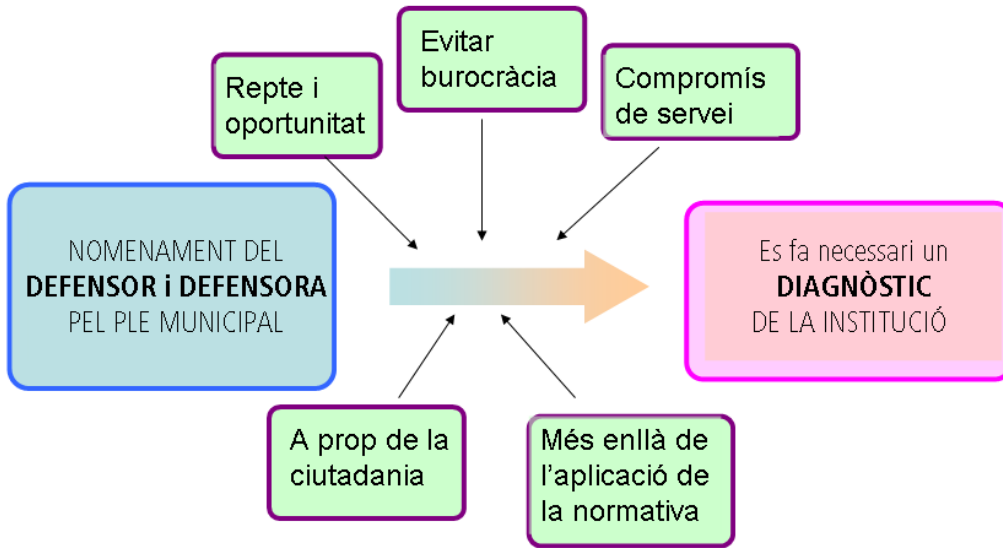 Repte i
oportunitat
Evitar
burocràcia
Compromís
de servei
NOMENAMENT DEL
DEFENSOR i DEFENSORA
PEL PLE MUNICIPAL
Es fa necessari un
DIAGNÒSTIC
DE LA INSTITUCIÓ
A prop de la
ciutadania
Més enllà de
l'aplicació de
la normativa